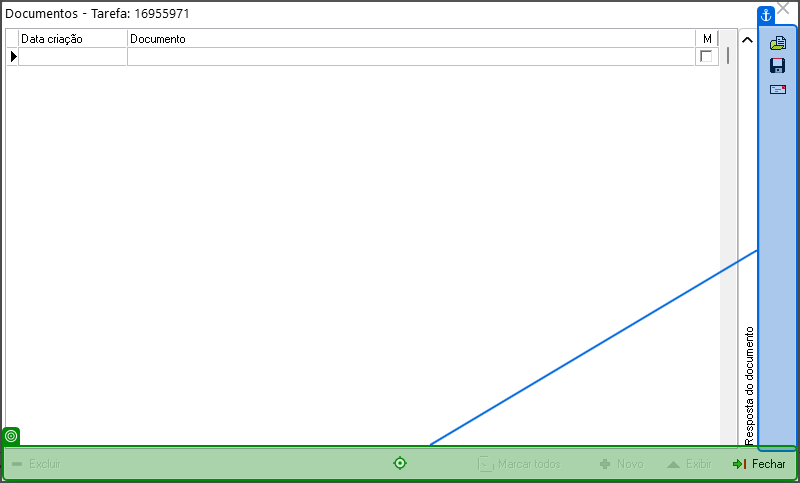 Documentos - Tarefa: 16955971
Data criação Documento M
Resposta do documento
Excluir Marcar todos Novo Exibir Fechar